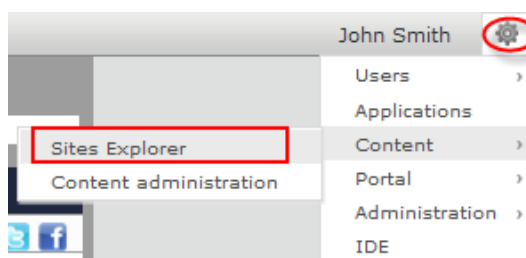 John Smith
Users
Applications
Content
Sites Explorer
Content administration
Portal
Administration
IDE